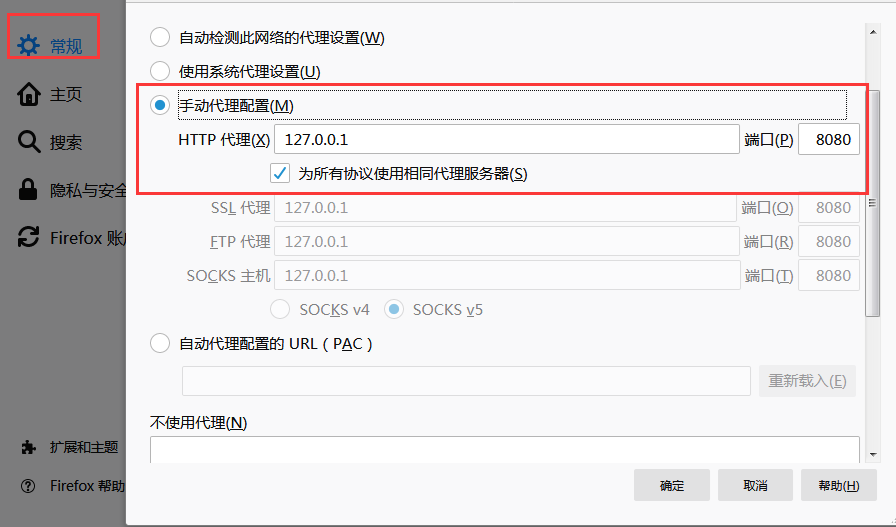 常规
主页
搜索
隐私与安全
Firefox 账
扩展和主题
Firefox 帮助
自动检测此网络的代理设置(W)
使用系统代理设置(U)
手动代理配置(M)
HTTP 代理(X) 127.0.0.1 端口(P) 8080
为所有协议使用相同代理服务器(S)
SSL 代理 127.0.0.1 端口(O) 8080
FTP 代理 127.0.0.1 端口(R) 8080
SOCKS 主机 127.0.0.1 端口(T) 8080
SOCKS v4 SOCKS v5
自动代理配置的 URL（PAC）
重新载入(E)
不使用代理(N)
确定 取消 帮助(H)